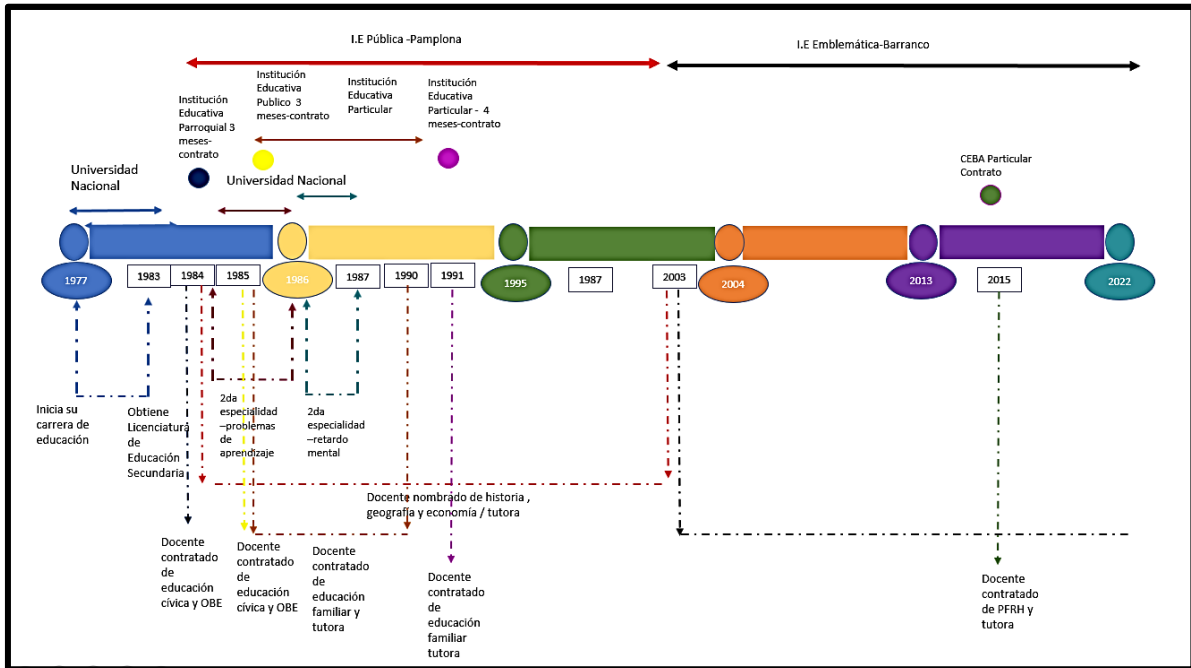 I.E Pública -Pamplona
I.E Emblemática-Barranco
Institución
Educativa
Parroquial 3
meses-
contrato
Institución
Educativa
Publico 3
meses-contrato
Institución
Educativa
Particular
Institución
Educativa
Particular - 4
meses-contrato
Universidad
Nacional
Universidad Nacional
CEBA Particular
Contrato
1977
1983
1984
1985
1986
1987
1990
1991
1995
1987
2003
2004
2013
2015
2022
Inicia su
carrera de
educación
Obtiene
Licenciatura
de
Educación
Secundaria
2da
especialidad
–problemas
de
aprendizaje
2da
especialidad
–retardo
mental
Docente nombrado de historia ,
geografía y economía / tutora
Docente
contratado
de
educación
cívica y OBE
Docente
contratado
de
educación
cívica y OBE
Docente
contratado
de
educación
familiar y
tutora
Docente
contratado
de
educación
familiar
tutora
Docente
contratado
de PFRH y
tutora